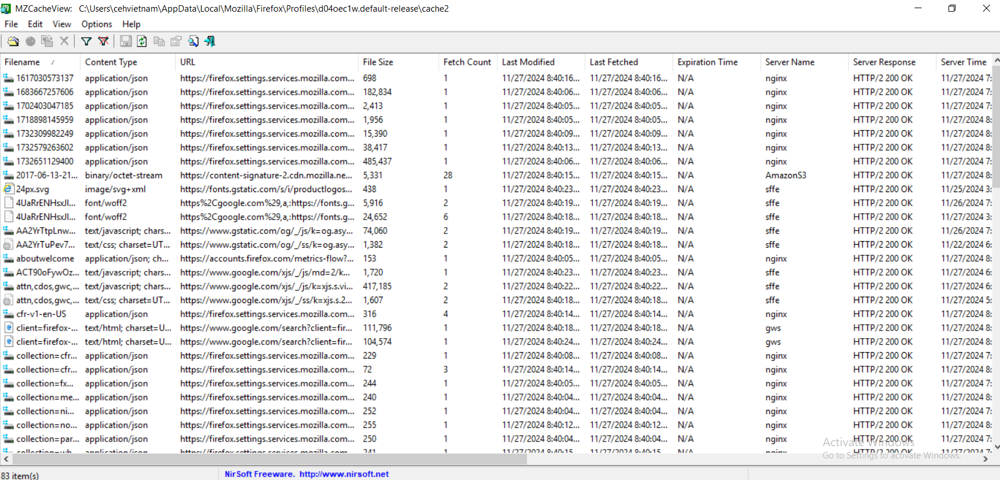 MZCacheView: C:\Users\cehvietnam\AppData\Local\Mozilla\Firefox\Profiles\d04oec1w.default-release\cache2
File Edit View Options Help
Filename Content Type URL File Size Fetch Count Last Modified Last Fetched Expiration Time Server Name Server Response Server Time
1617030573137 application/json https://firefox.settings.services.mozilla.com... 698 1 11/27/2024 8:40:16... 11/27/2024 8:40:16... N/A nginx HTTP/2 200 OK 11/27/2024 7:
1683667257606 application/json https://firefox.settings.services.mozilla.com... 182,834 1 11/27/2024 8:40:06... 11/27/2024 8:40:06... N/A nginx HTTP/2 200 OK 11/27/2024 7:
1702403047185 application/json https://firefox.settings.services.mozilla.com... 2,413 1 11/27/2024 8:40:05... 11/27/2024 8:40:05... N/A nginx HTTP/2 200 OK 11/27/2024 7:
1718898145959 application/json https://firefox.settings.services.mozilla.com... 1,956 1 11/27/2024 8:40:05... 11/27/2024 8:40:05... N/A nginx HTTP/2 200 OK 11/27/2024 8:
1732309982249 application/json https://firefox.settings.services.mozilla.com... 15,390 1 11/27/2024 8:40:09... 11/27/2024 8:40:09... N/A nginx HTTP/2 200 OK 11/27/2024 8:
1732579263602 application/json https://firefox.settings.services.mozilla.com... 38,417 1 11/27/2024 8:40:13... 11/27/2024 8:40:13... N/A nginx HTTP/2 200 OK 11/27/2024 8:
1732651129400 application/json https://firefox.settings.services.mozilla.com... 485,437 1 11/27/2024 8:40:06... 11/27/2024 8:40:06... N/A nginx HTTP/2 200 OK 11/27/2024 7:
2017-06-13-21... binary/octet-stream https://content-signature-2.cdn.mozilla.ne... 5,331 28 11/27/2024 8:40:15... 11/27/2024 8:40:15... N/A AmazonS3 HTTP/2 200 OK 11/27/2024 8:
24px.svg image/svg+xml https://fonts.gstatic.com/s/i/productlogos... 438 1 11/27/2024 8:40:23... 11/27/2024 8:40:23... N/A sffe HTTP/2 200 OK 11/25/2024 3:
4UaRrENHsxJl... font/woff2 https%2Cgoogle.com%29,a,:https://fonts.g... 5,916 2 11/27/2024 8:40:19... 11/27/2024 8:40:19... N/A sffe HTTP/2 200 OK 11/26/2024 7:
4UaRrENHsxJl... font/woff2 https%2Cgoogle.com%29,a,:https://fonts.g... 24,652 6 11/27/2024 8:40:18... 11/27/2024 8:40:18... N/A sffe HTTP/2 200 OK 11/27/2024 3:
AA2YrTtpLnw... text/javascript; chars... https://www.gstatic.com/og/_/js/k=og.asy... 74,060 2 11/27/2024 8:40:19... 11/27/2024 8:40:19... N/A sffe HTTP/2 200 OK 11/26/2024 7:
AA2YrTuPev7... text/css; charset=UT... https://www.gstatic.com/og/_/ss/k=og.asy... 1,382 2 11/27/2024 8:40:18... 11/27/2024 8:40:18... N/A sffe HTTP/2 200 OK 11/22/2024 6:
aboutwelcome application/json; ch... https://accounts.firefox.com/metrics-flow?... 153 1 11/27/2024 8:40:05... 11/27/2024 8:40:05... N/A nginx HTTP/2 200 OK 11/27/2024 8:
ACT90oFywOz... text/javascript; chars... https://www.google.com/xjs/_/js/md=2/k... 1,720 1 11/27/2024 8:40:23... 11/27/2024 8:40:23... N/A sffe HTTP/2 200 OK 11/27/2024 6:
attn,cdos,gwc,... text/javascript; chars... https://www.google.com/xjs/_/js/k=xjs.s.vi... 417,185 2 11/27/2024 8:40:22... 11/27/2024 8:40:22... N/A sffe HTTP/2 200 OK 11/27/2024 6:
attn,cdos,gwc,... text/css; charset=UT... https://www.google.com/xjs/_/ss/k=xjs.s.2... 1,607 2 11/27/2024 8:40:18... 11/27/2024 8:40:18... N/A sffe HTTP/2 200 OK 11/27/2024 5:
cfr-v1-en-US application/json https://firefox.settings.services.mozilla.com... 316 4 11/27/2024 8:40:14... 11/27/2024 8:40:14... N/A nginx HTTP/2 200 OK 11/27/2024 8:
client=firefox-... text/html; charset=U... https://www.google.com/search?client=fir... 111,796 1 11/27/2024 8:40:18... 11/27/2024 8:40:18... N/A gws HTTP/2 200 OK 11/27/2024 8:
client=firefox-... text/html; charset=U... https://www.google.com/search?client=fir... 104,574 1 11/27/2024 8:40:24... 11/27/2024 8:40:24... N/A gws HTTP/2 200 OK 11/27/2024 8:
collection=cfr... application/json https://firefox.settings.services.mozilla.com... 229 1 11/27/2024 8:40:08... 11/27/2024 8:40:08... N/A nginx HTTP/2 200 OK 11/27/2024 7:
collection=cfr... application/json https://firefox.settings.services.mozilla.com... 72 3 11/27/2024 8:40:14... 11/27/2024 8:40:14... N/A nginx HTTP/2 200 OK 11/27/2024 8:
collection=fx... application/json https://firefox.settings.services.mozilla.com... 244 1 11/27/2024 8:40:05... 11/27/2024 8:40:05... N/A nginx HTTP/2 200 OK 11/27/2024 7:
collection=me... application/json https://firefox.settings.services.mozilla.com... 240 1 11/27/2024 8:40:04... 11/27/2024 8:40:04... N/A nginx HTTP/2 200 OK 11/27/2024 8:
collection=ni... application/json https://firefox.settings.services.mozilla.com... 252 1 11/27/2024 8:40:04... 11/27/2024 8:40:04... N/A nginx HTTP/2 200 OK 11/27/2024 7:
collection=no... application/json https://firefox.settings.services.mozilla.com... 255 1 11/27/2024 8:40:12... 11/27/2024 8:40:12... N/A nginx HTTP/2 200 OK 11/27/2024 8:
collection=par... application/json https://firefox.settings.services.mozilla.com... 250 1 11/27/2024 8:40:04... 11/27/2024 8:40:04... N/A nginx HTTP/2 200 OK 11/27/2024 7:
Activate Windows
Go to Settings to activate Windows.
83 item(s) NirSoft Freeware. http://www.nirsoft.net